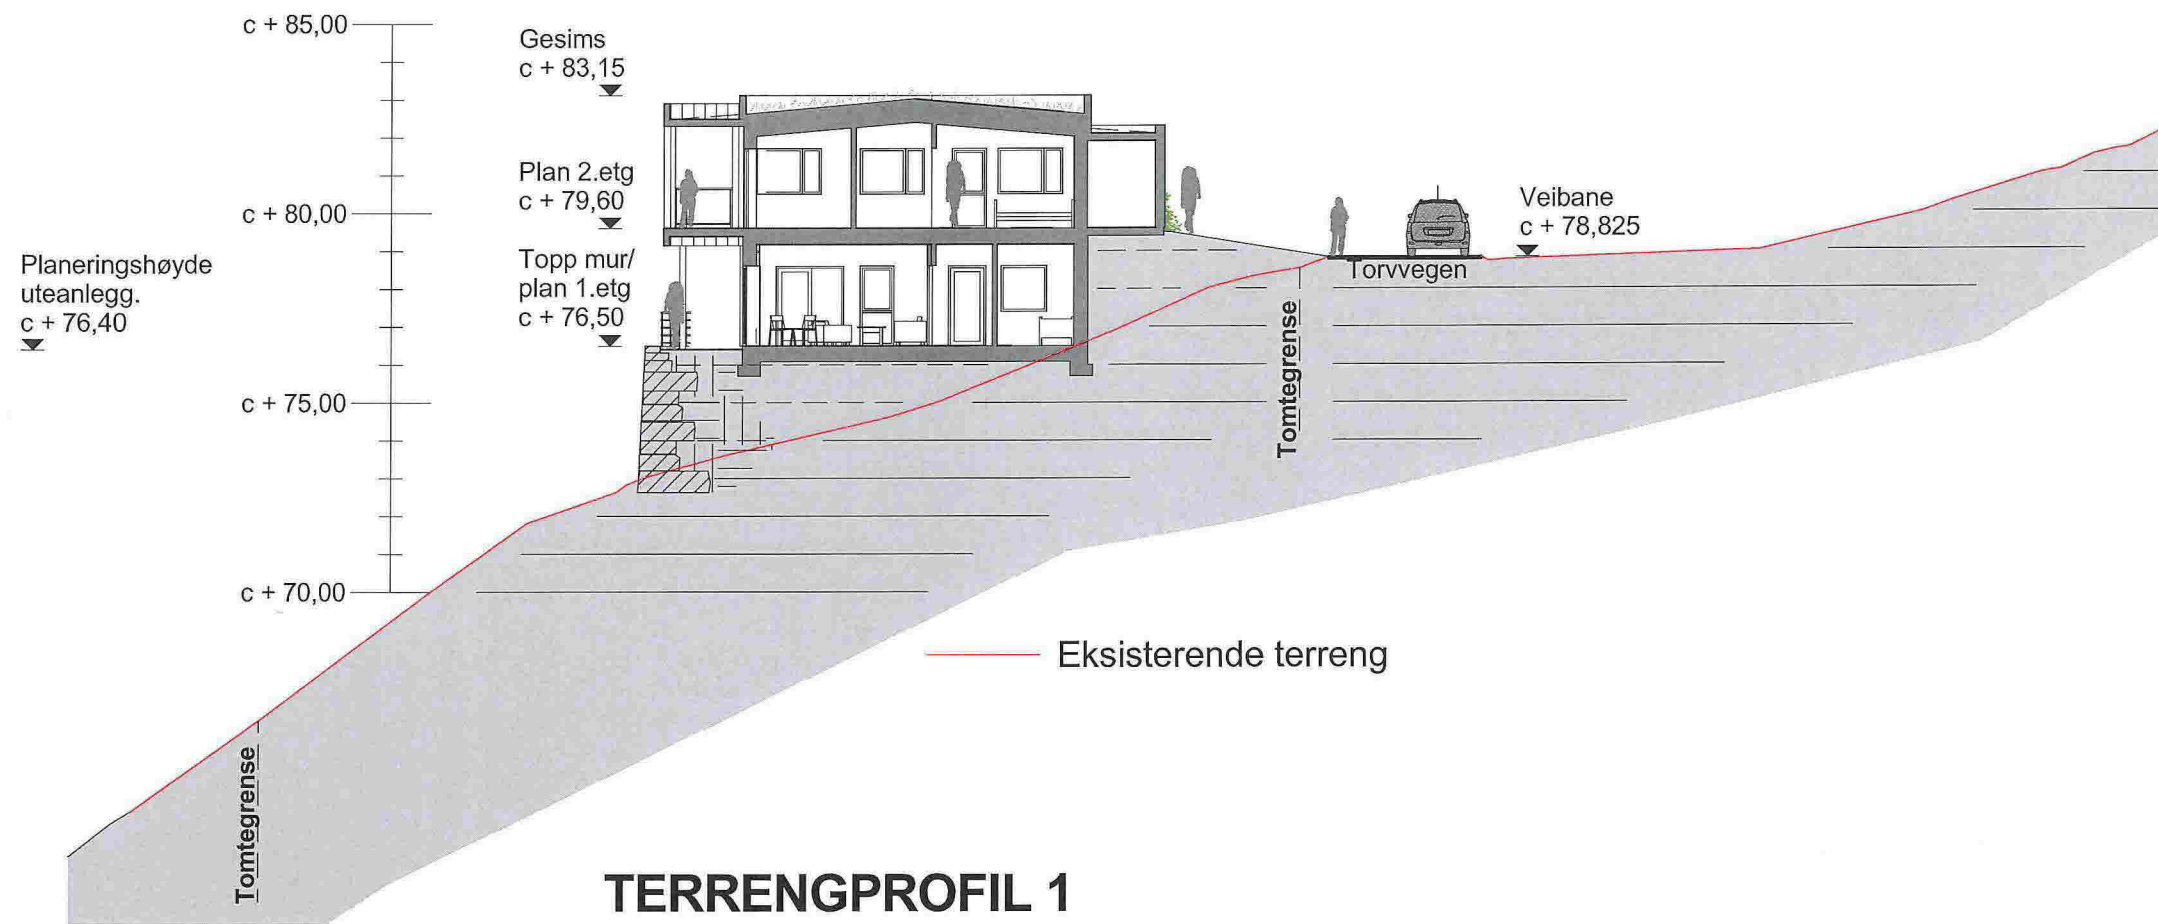 c + 85,00
Gesims
c + 83,15
Plan 2.etg
c + 79,60
c + 80,00
Veibane
c + 78,825
Planeringshøyde
uteanlegg.
c + 76,40
Topp mur/
plan 1.etg
c + 76,50
Torvvegen
Tomtegrense
c + 75,00
c + 70,00
Eksisterende terreng
Tomtegrense
TERRENGPROFIL 1